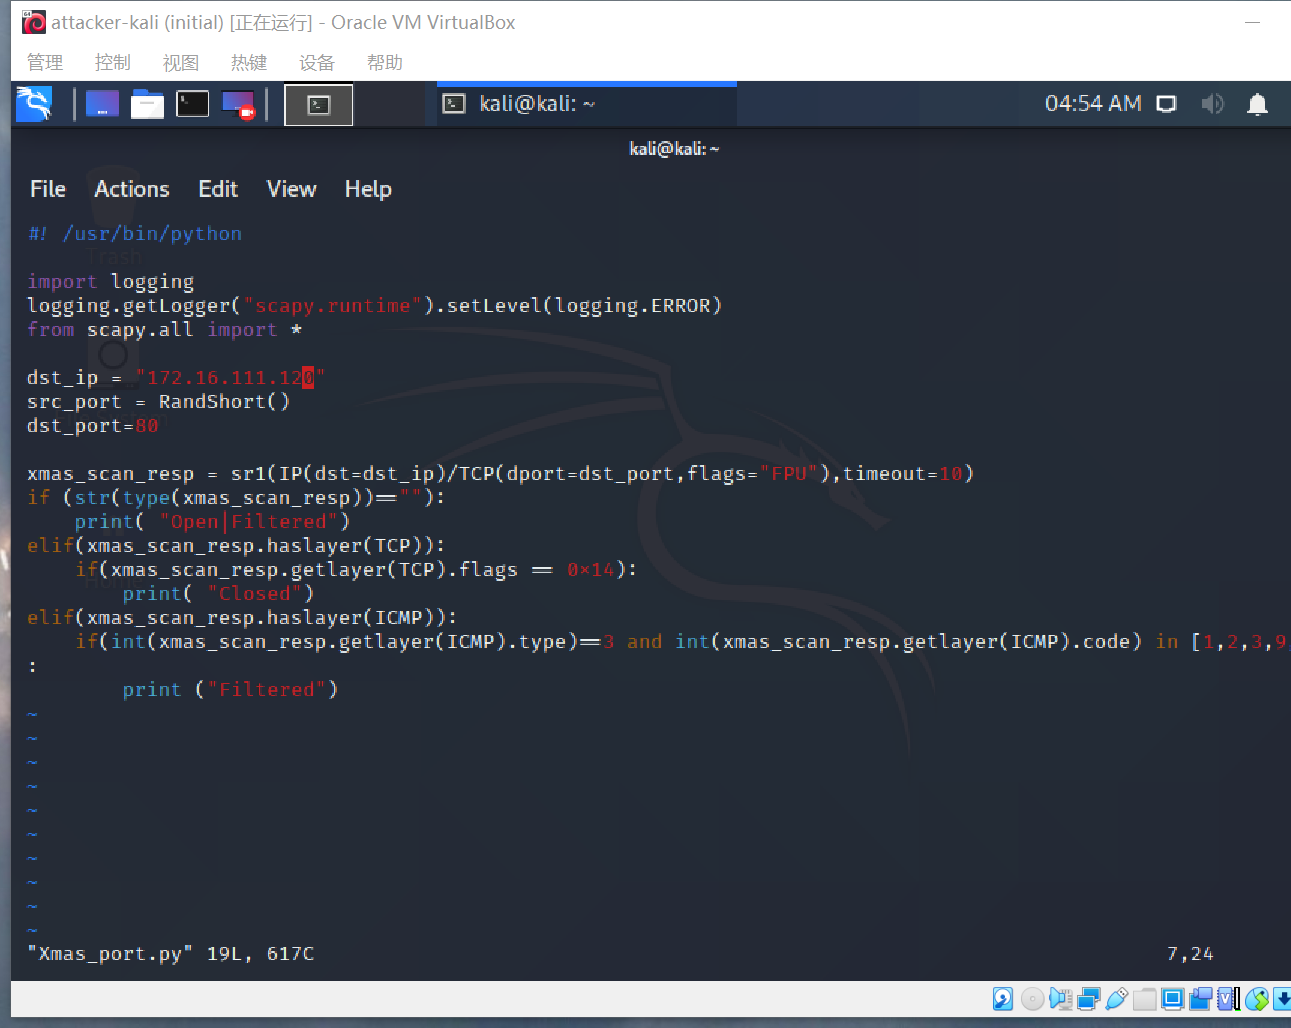 attacker-kali (initial) [正在运行] - Oracle VM VirtualBox
管理 控制 视图 热键 设备 帮助
kali@kali: ~ 04:54 AM
kali@kali: ~
File Actions Edit View Help
#! /usr/bin/python
Trash
import logging
logging.getLogger("scapy.runtime").setLevel(logging.ERROR)
from scapy.all import *
dst_ip = "172.16.111.120"
src_port = RandShort()
dst_port=80
xmas_scan_resp = sr1(IP(dst=dst_ip)/TCP(dport=dst_port,flags="FPU"),timeout=10)
if (str(type(xmas_scan_resp))==""):
    print( "Open|Filtered")
elif(xmas_scan_resp.haslayer(TCP)):
    if(xmas_scan_resp.getlayer(TCP).flags == 0×14):
        print( "Closed")
elif(xmas_scan_resp.haslayer(ICMP)):
    if(int(xmas_scan_resp.getlayer(ICMP).type)==3 and int(xmas_scan_resp.getlayer(ICMP).code) in [1,2,3,9,
:
        print ("Filtered")
~
~
~
~
~
~
~
~
~
~
"Xmas_port.py" 19L, 617C 7,24